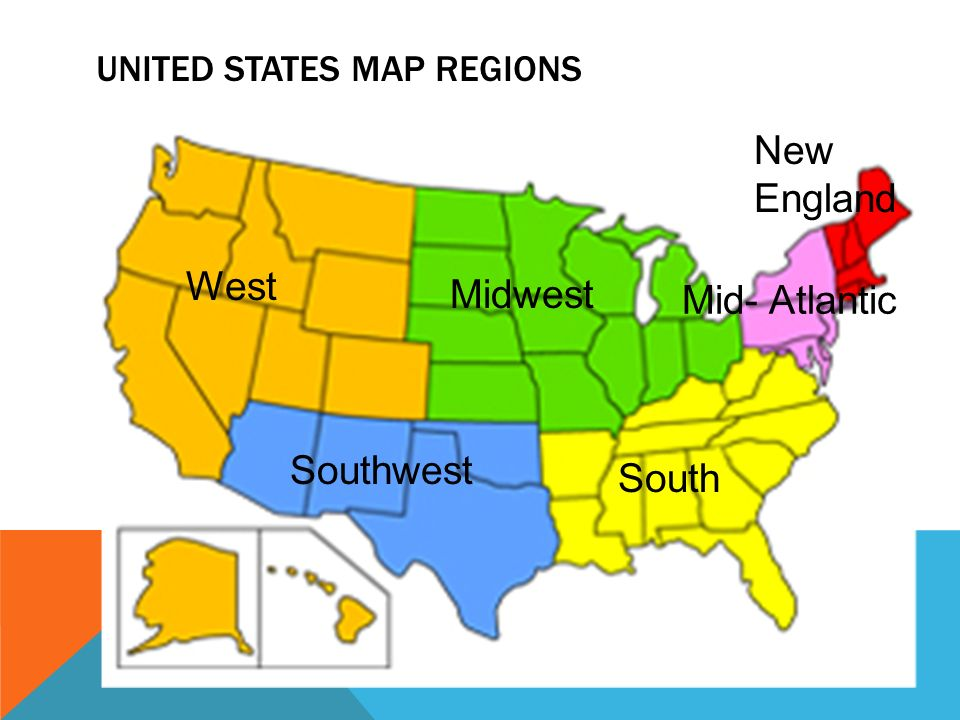 UNITED STATES MAP REGIONS
New
England
West
Midwest
Mid- Atlantic
Southwest
South